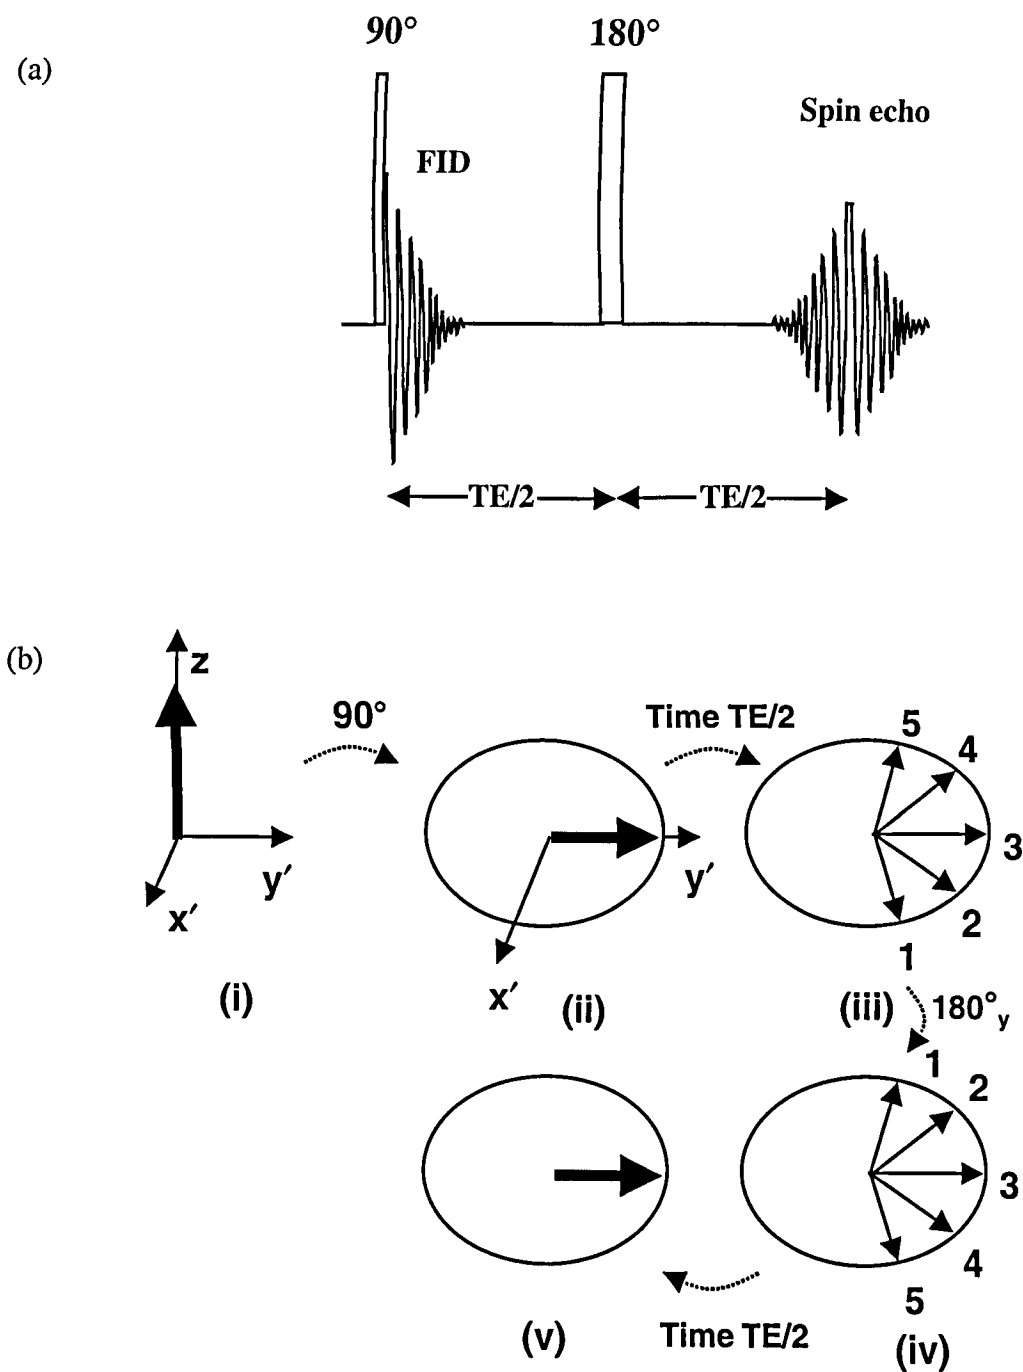 (a)
90°
180°
Spin echo
FID
TE/2
TE/2
(b)
z
y′
x′
(i)
90°
y′
x′
(ii)
Time TE/2
5
4
3
2
1
(iii)
180°y
1
2
3
4
5
(iv)
Time TE/2
(v)